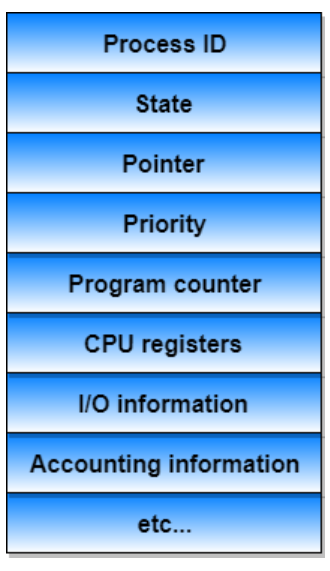 Process ID
State
Pointer
Priority
Program counter
CPU registers
I/O information
Accounting information
etc...